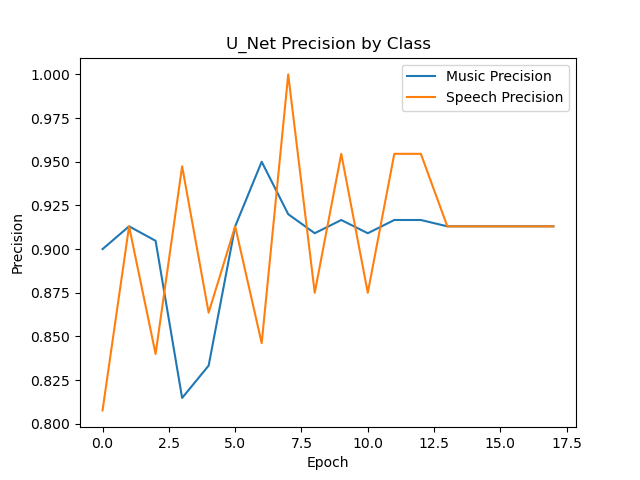 U_Net Precision by Class
Music Precision
Speech Precision
1.000
0.975
0.950
0.925
0.900
0.875
0.850
0.825
0.800
Precision
0.0 2.5 5.0 7.5 10.0 12.5 15.0 17.5
Epoch